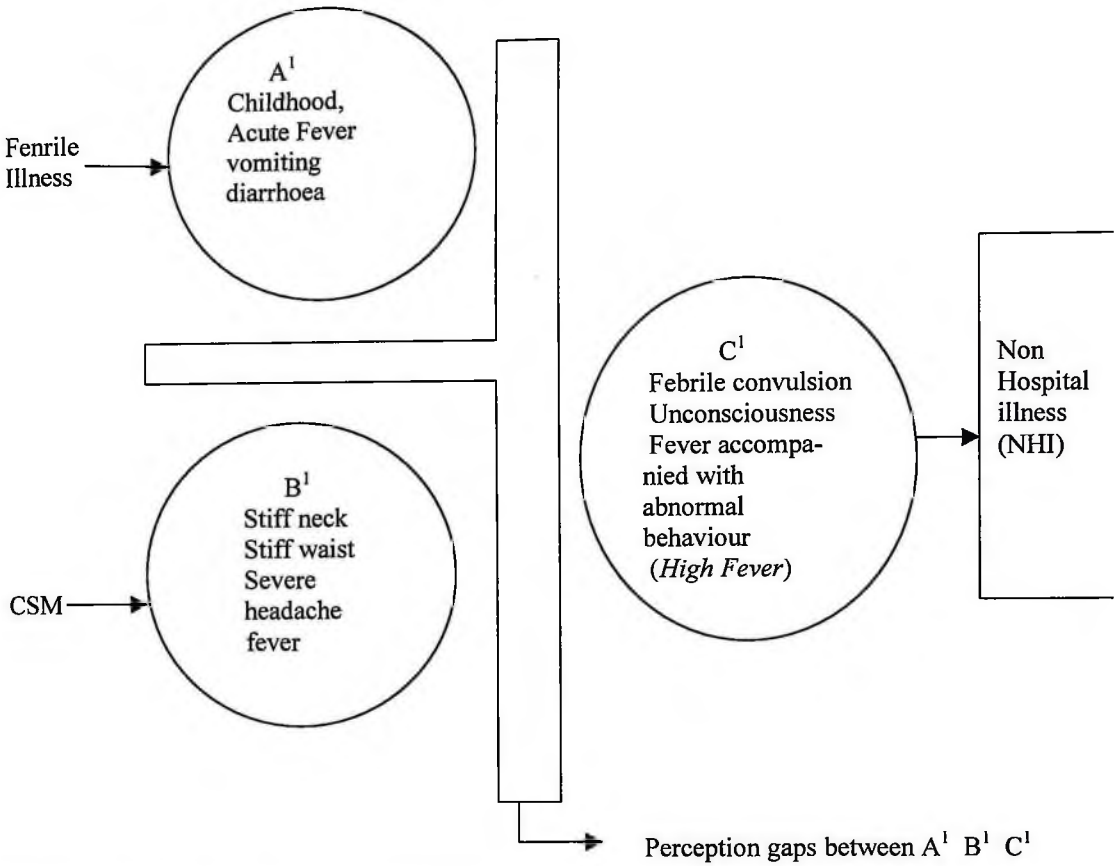 A¹
Childhood,
Acute Fever
vomiting
diarrhoea
Fenrile
Illness
B¹
Stiff neck
Stiff waist
Severe
headache
fever
CSM
C¹
Febrile convulsion
Unconsciousness
Fever accompa-
nied with
abnormal
behaviour
(High Fever)
Non
Hospital
illness
(NHI)
Perception gaps between A¹ B¹ C¹